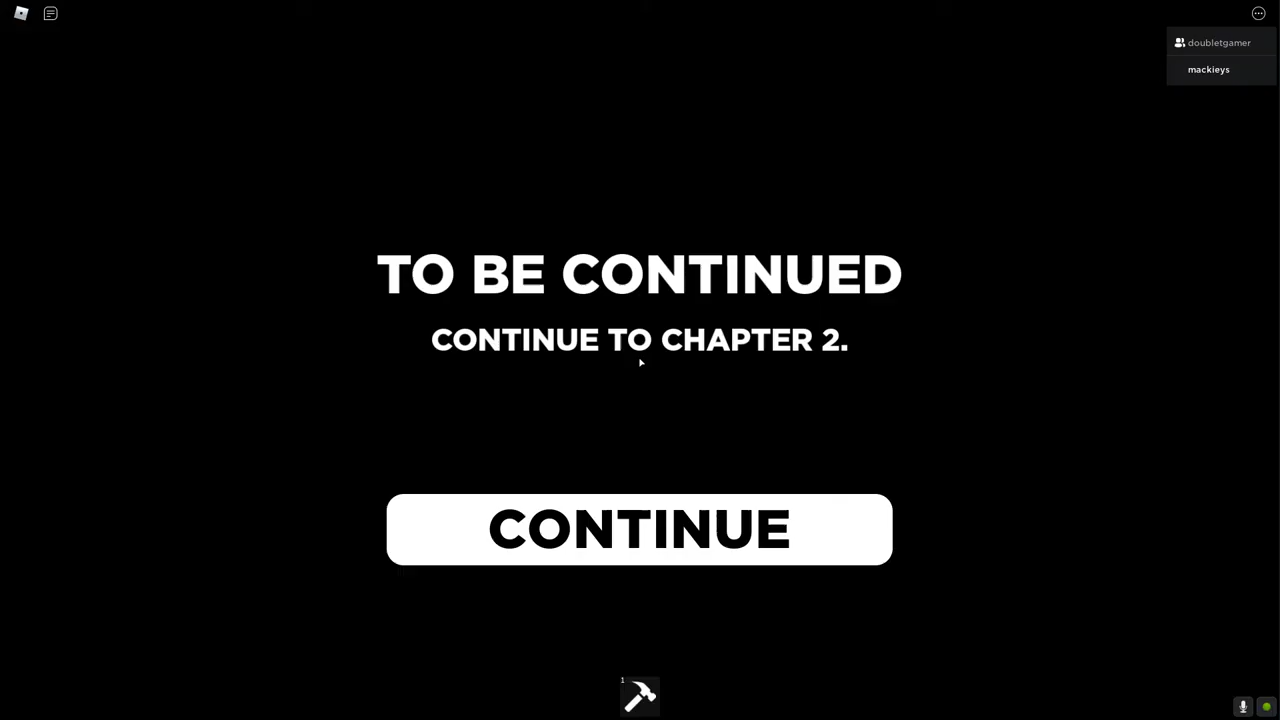 doubletgamer
mackieys
TO BE CONTINUED
CONTINUE TO CHAPTER 2.
CONTINUE
1